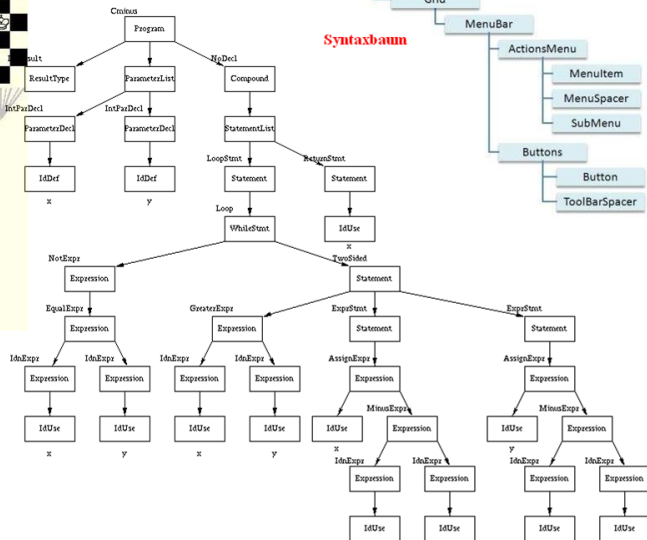 Cminus
Program
Syntaxbaum
NoDecl
ResultType
ParameterList
Compound
IntParDecl
IntParDecl
ParameterDecl
ParameterDecl
StatementList
LoopStmt
ReturnStmt
IdDef
IdDef
Statement
Statement
x
y
Loop
WhileStmt
IdUse
x
NotExpr
TwoSided
Expression
Statement
EqualExpr
GreaterExpr
ExprStmt
ExprStmt
Expression
Expression
Statement
Statement
IdnExpr
IdnExpr
IdnExpr
IdnExpr
AssignExpr
AssignExpr
Expression
Expression
Expression
Expression
Expression
Expression
MinusExpr
MinusExpr
IdUse
IdUse
IdUse
IdUse
IdUse
Expression
IdUse
Expression
x
y
x
y
x
y
IdnExpr
IdnExpr
IdnExpr
IdnExpr
Expression
Expression
Expression
Expression
IdUse
IdUse
IdUse
IdUse
MenuBar
ActionsMenu
MenuItem
MenuSpacer
SubMenu
Buttons
Button
ToolBarSpacer